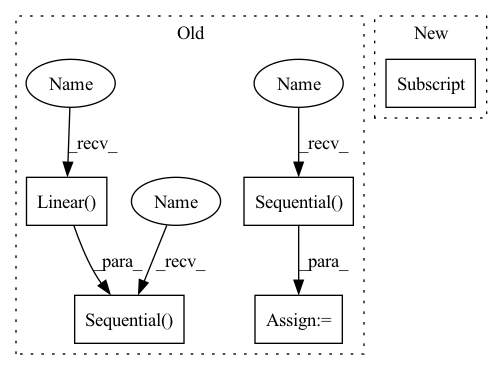 Old
New
Name
Name
Subscript
_recv_
_recv_
Linear()
Name
Sequential()
_para_
_recv_
_para_
Sequential()
Assign:=